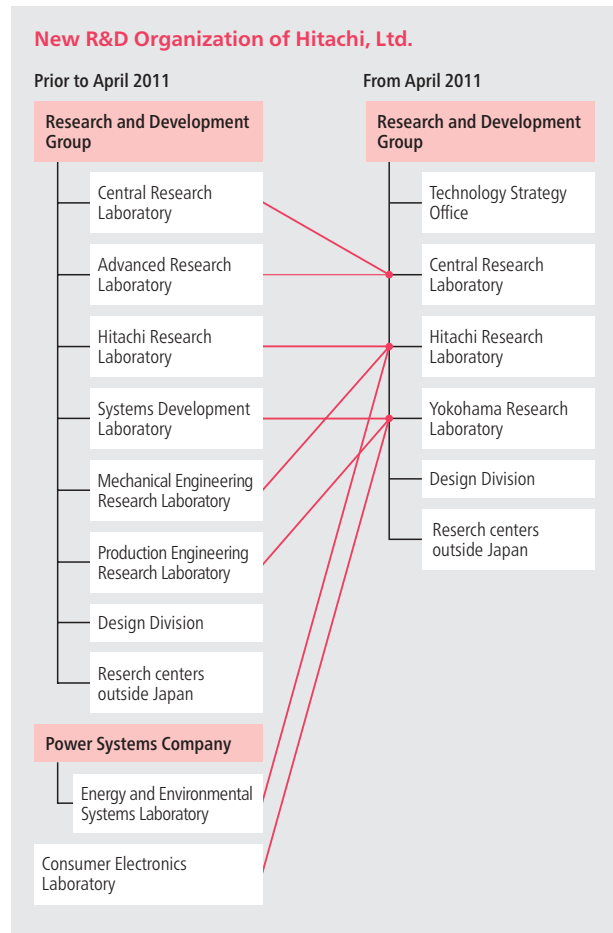 New R&D Organization of Hitachi, Ltd.
Prior to April 2011
Research and Development
Group
Central Research
Laboratory
Advanced Research
Laboratory
Hitachi Research
Laboratory
Systems Development
Laboratory
Mechanical Engineering
Research Laboratory
Production Engineering
Research Laboratory
Design Division
Reserch centers
outside Japan
Power Systems Company
Energy and Environmental
Systems Laboratory
Consumer Electronics
Laboratory
From April 2011
Research and Development
Group
Technology Strategy
Office
Central Research
Laboratory
Hitachi Research
Laboratory
Yokohama Research
Laboratory
Design Division
Reserch centers
outside Japan